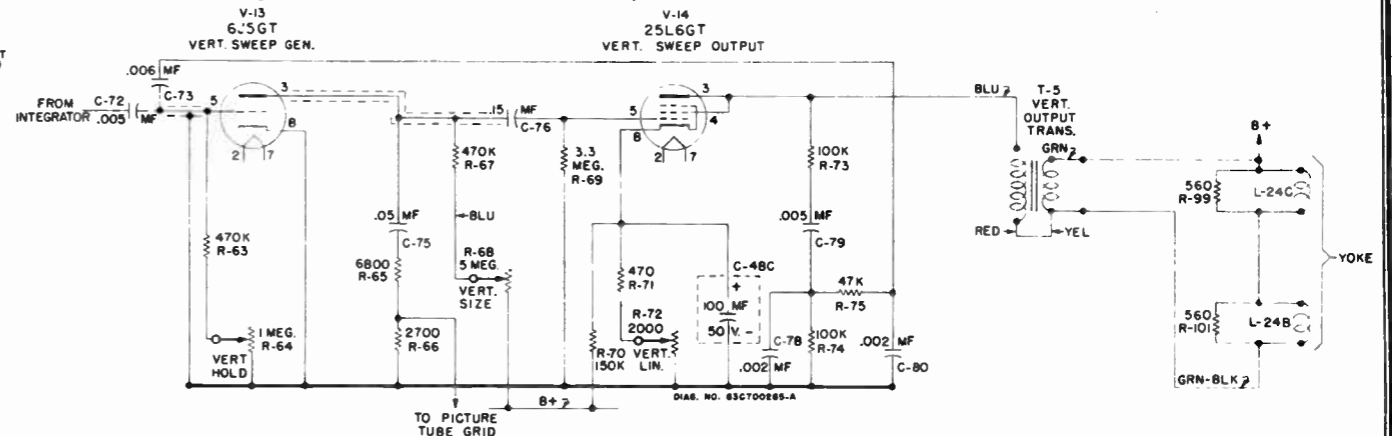 V-13
6J5GT
VERT. SWEEP GEN.
V-14
25L6GT
VERT. SWEEP OUTPUT
.006 MF
C-73
FROM
INTEGRATOR
C-72
.005 MF
5
3
8
2
7
.15 MF
C-76
5
8
3
4
2
7
BLU
T-5
VERT.
OUTPUT
TRANS.
GRN
RED
YEL
B+
560
R-99
L-24C
YOKE
560
R-101
L-24B
GRN-BLK
470K
R-67
3.3
MEG.
R-69
100K
R-73
.05 MF
C-75
BLU
.005 MF
C-79
470K
R-63
6800
R-65
R-68
5 MEG.
VERT.
SIZE
470
R-71
C-48C
+
100 MF
50 V. -
47K
R-75
1 MEG.
R-64
VERT
HOLD
2700
R-66
R-70
150K
R-72
2000
VERT.
LIN.
C-78
.002 MF
100K
R-74
.002 MF
C-80
TO PICTURE
TUBE GRID
B+
DIAG. NO. 63CT00265-A